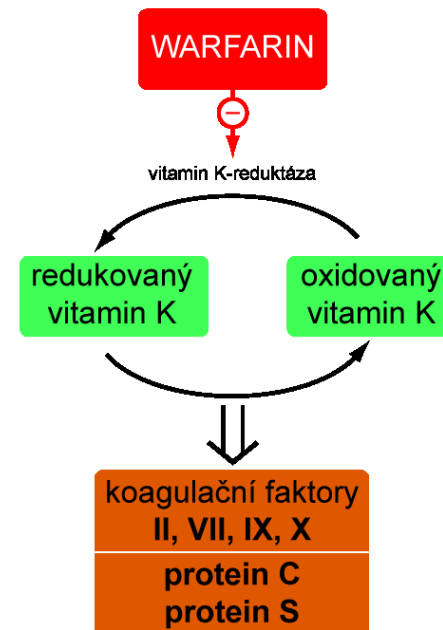 WARFARIN
−
vitamin K-reduktáza
redukovaný
vitamin K
oxidovaný
vitamin K
koagulační faktory
II, VII, IX, X
protein C
protein S